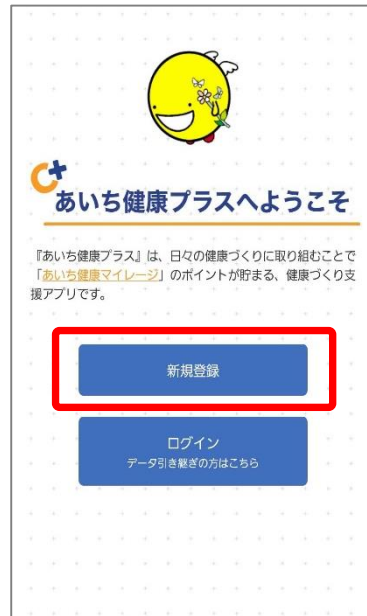 あいち健康プラスへようこそ
『あいち健康プラス』は、日々の健康づくりに取り組むことで
「あいち健康マイレージ」のポイントが貯まる、健康づくり支
援アプリです。
新規登録
ログイン
データ引き継ぎの方はこちら